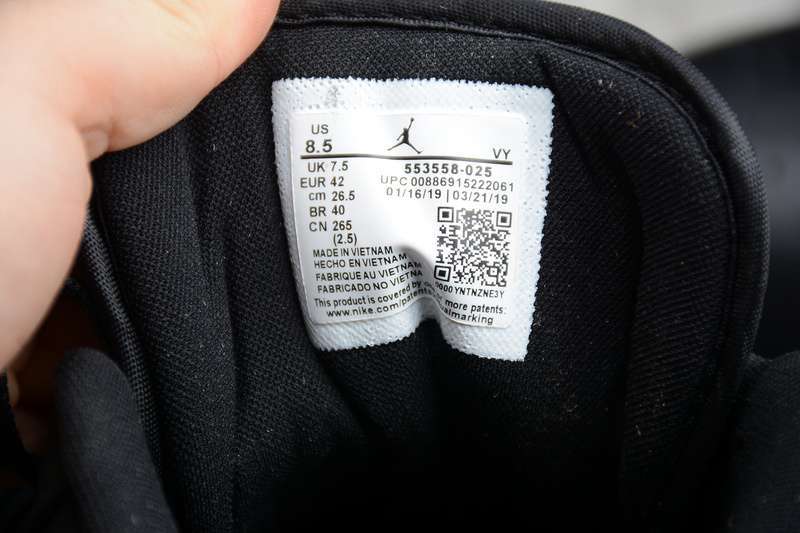 US
8.5
VY
UK 7.5
553558-025
EUR 42
UPC 00886915222061
cm 26.5
01/16/19 | 03/21/19
BR 40
CN 265
(2.5)
MADE IN VIETNAM
HECHO EN VIETNAM
FABRIQUE AU VIETNAM
FABRICADO NO VIETNAM
0000YNTNZNE3Y
This product is covered by more patents:
www.nike.com/patents